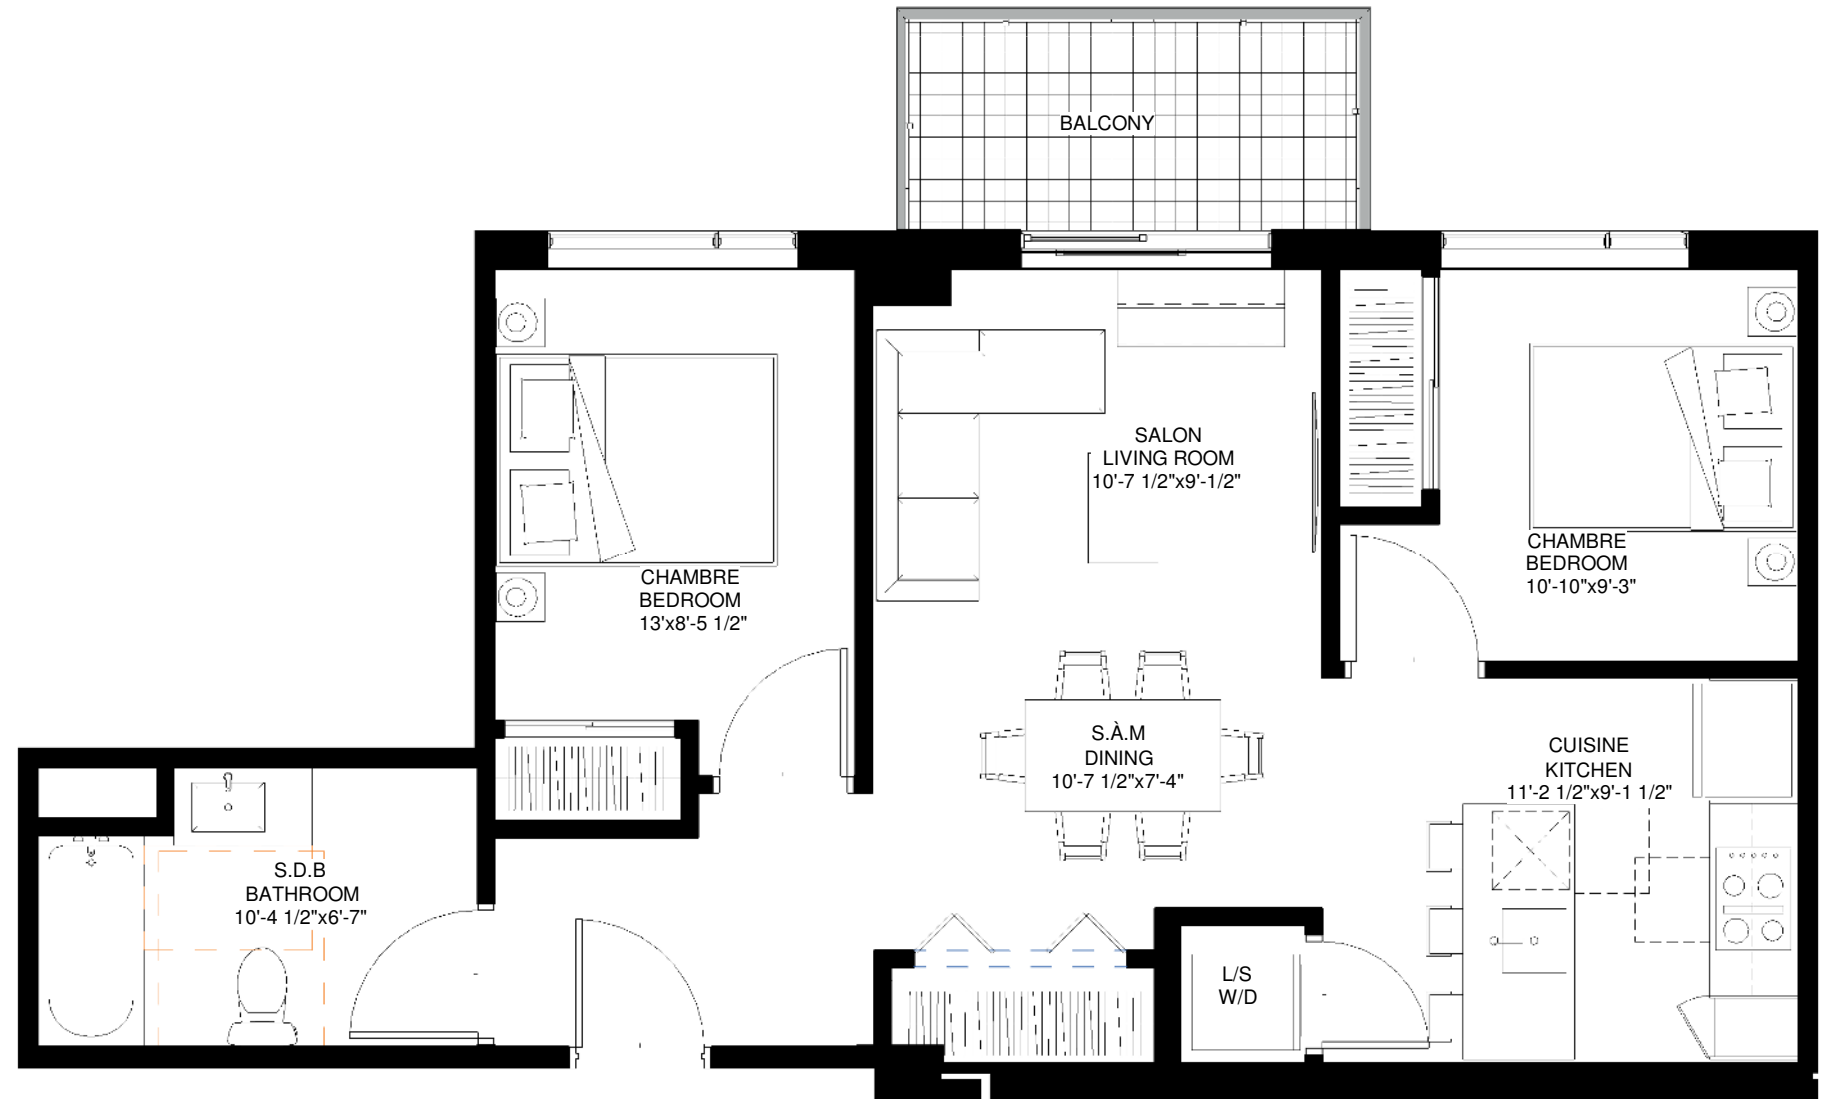 BALCONY
SALON
LIVING ROOM
10'-7 1/2"x9'-1/2"
CHAMBRE
BEDROOM
10'-10"x9'-3"
CHAMBRE
BEDROOM
13'x8'-5 1/2"
S.À.M
DINING
10'-7 1/2"x7'-4"
CUISINE
KITCHEN
11'-2 1/2"x9'-1 1/2"
S.D.B
BATHROOM
10'-4 1/2"x6'-7"
L/S
W/D